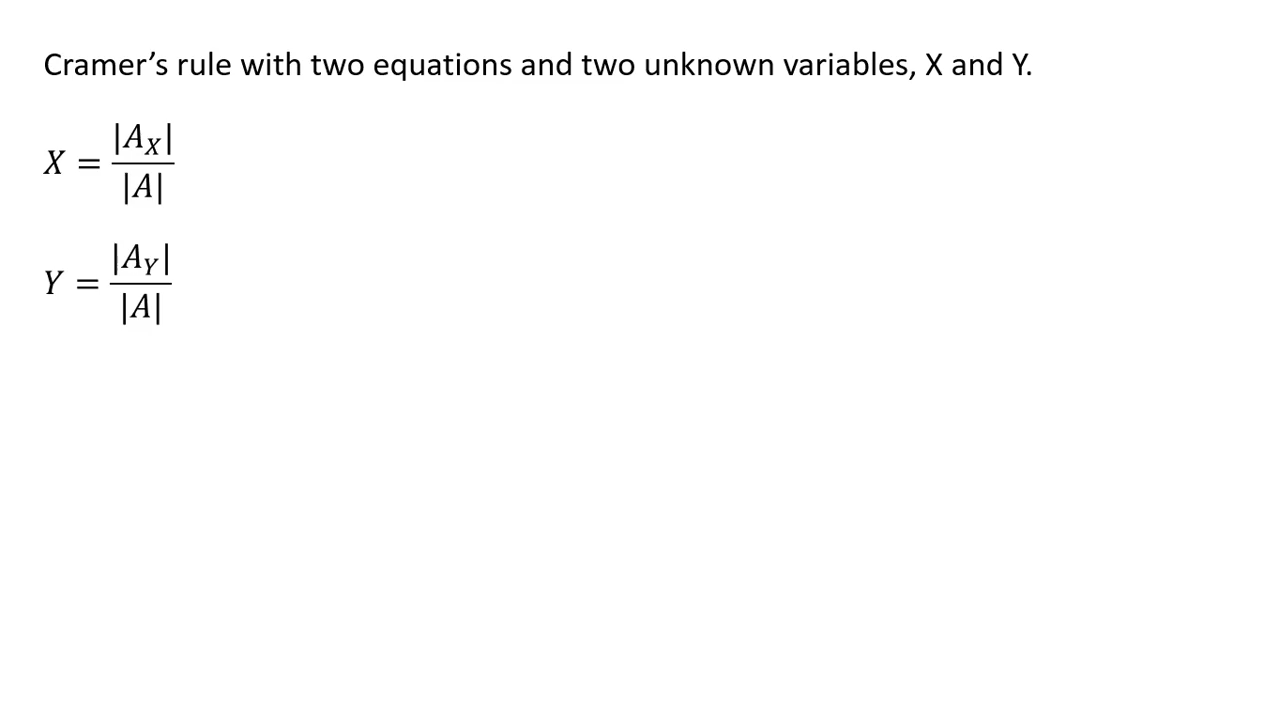 Cramer’s rule with two equations and two unknown variables, X and Y.
X = |A_X| / |A|
Y = |A_Y| / |A|